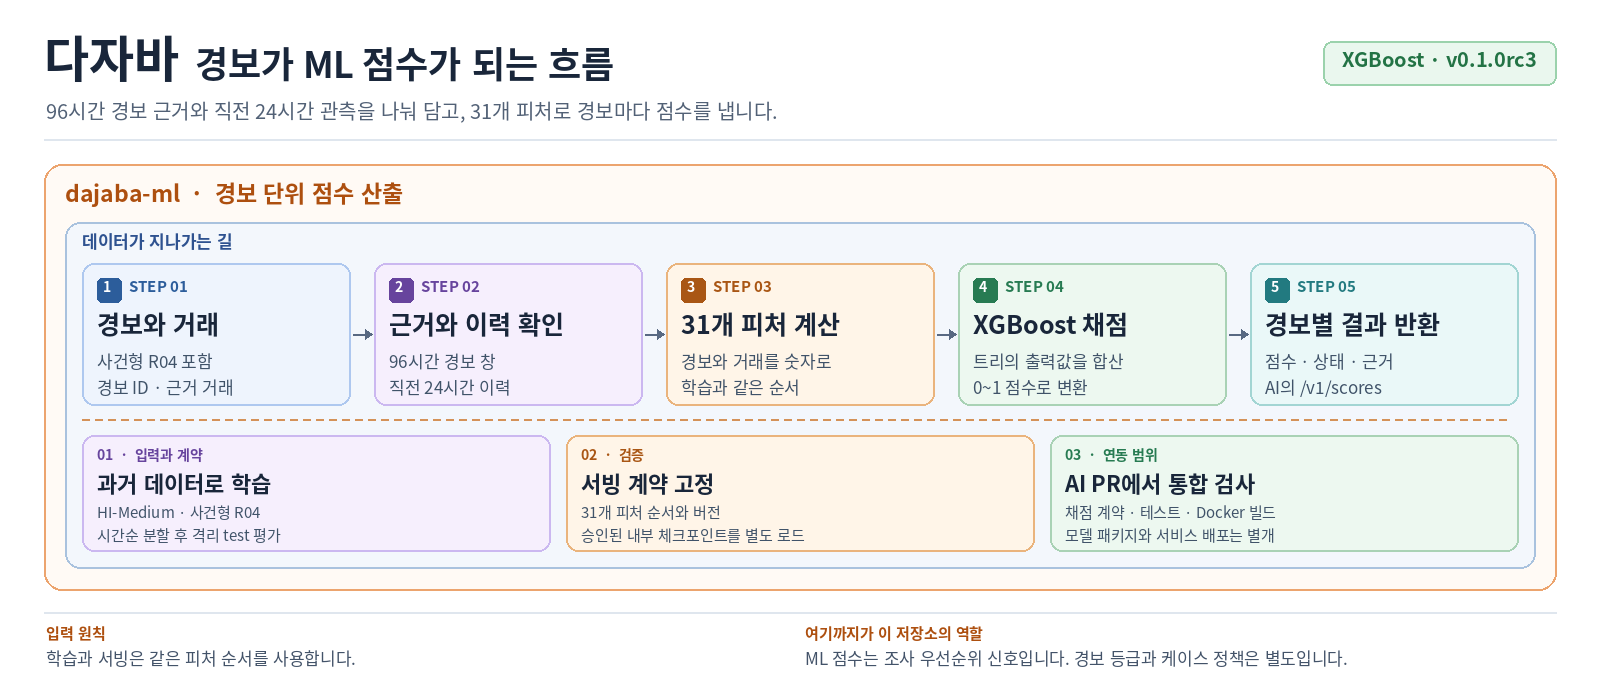 다자바 경보가 ML 점수가 되는 흐름
XGBoost · v0.1.0rc3
96시간 경보 근거와 직전 24시간 관측을 나눠 담고, 31개 피처로 경보마다 점수를 냅니다.
dajaba-ml · 경보 단위 점수 산출
데이터가 지나가는 길
1 STEP 01
경보와 거래
사건형 R04 포함
경보 ID · 근거 거래
2 STEP 02
근거와 이력 확인
96시간 경보 창
직전 24시간 이력
3 STEP 03
31개 피처 계산
경보와 거래를 숫자로
학습과 같은 순서
4 STEP 04
XGBoost 채점
트리의 출력값을 합산
0~1 점수로 변환
5 STEP 05
경보별 결과 반환
점수 · 상태 · 근거
AI의 /v1/scores
01 · 입력과 계약
과거 데이터로 학습
HI-Medium · 사건형 R04
시간순 분할 후 격리 test 평가
02 · 검증
서빙 계약 고정
31개 피처 순서와 버전
승인된 내부 체크포인트를 별도 로드
03 · 연동 범위
AI PR에서 통합 검사
채점 계약 · 테스트 · Docker 빌드
모델 패키지와 서비스 배포는 별개
입력 원칙
학습과 서빙은 같은 피처 순서를 사용합니다.
여기까지가 이 저장소의 역할
ML 점수는 조사 우선순위 신호입니다. 경보 등급과 케이스 정책은 별도입니다.